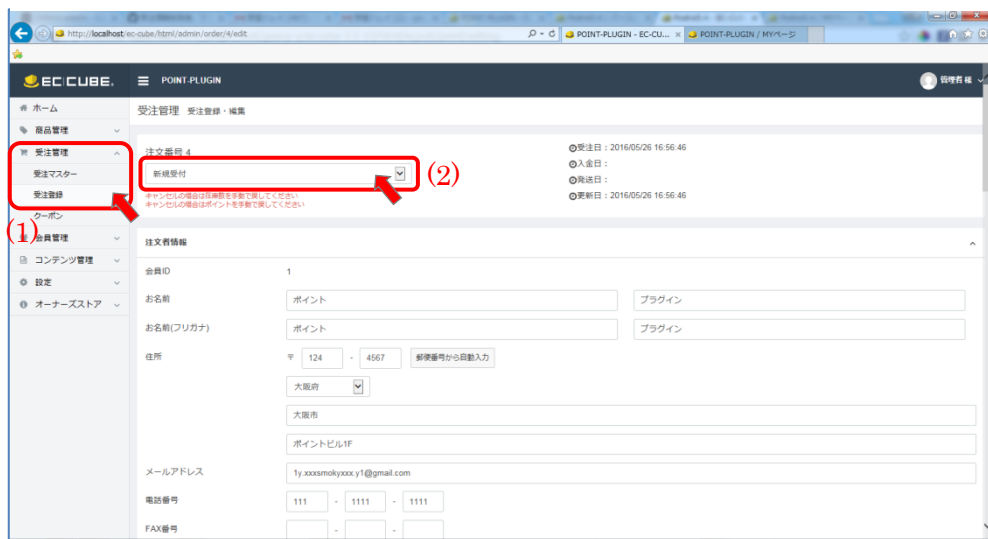 http://localhost/ec-cube/html/admin/order/4/edit
POINT-PLUGIN - EC-CU...
POINT-PLUGIN / MYページ
EC CUBE.
POINT-PLUGIN
管理者 様
ホーム
商品管理
受注管理
受注マスター
受注登録
クーポン
会員管理
コンテンツ管理
設定
オーナーズストア
(1)
受注管理 受注登録・編集
注文番号 4
新規受付
(2)
キャンセルの場合は在庫数を手動で戻してください
キャンセルの場合はポイントを手動で戻してください
受注日：2016/05/26 16:56:46
入金日：
発送日：
更新日：2016/05/26 16:56:46
注文者情報
会員ID 1
お名前 ポイント プラグイン
お名前(フリガナ) ポイント プラグイン
住所 〒 124 - 4567 郵便番号から自動入力
大阪府
大阪市
ポイントビル1F
メールアドレス 1y.xxxsmokyxxx.y1@gmail.com
電話番号 111 - 1111 - 1111
FAX番号 - -